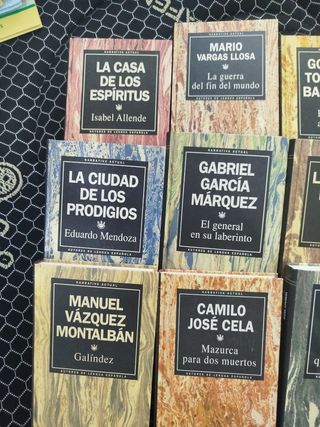 LA CASA
DE LOS
ESPÍRITUS
Isabel Allende
NARRATIVA ACTUAL
MARIO
VARGAS LLOSA
La guerra
del fin del mundo
AUTORES DE LENGUA ESPAÑOLA
NARRATIVA ACTUAL
LA CIUDAD
DE LOS
PRODIGIOS
Eduardo Mendoza
AUTORES DE LENGUA ESPAÑOLA
NARRATIVA ACTUAL
GABRIEL
GARCÍA
MÁRQUEZ
El general
en su laberinto
AUTORES DE LENGUA ESPAÑOLA
NARRATIVA ACTUAL
MANUEL
VÁZQUEZ
MONTALBÁN
Galíndez
AUTORES DE LENGUA ESPAÑOLA
NARRATIVA ACTUAL
CAMILO
JOSÉ CELA
Mazurca
para dos muertos
AUTORES DE LENGUA ESPAÑOLA